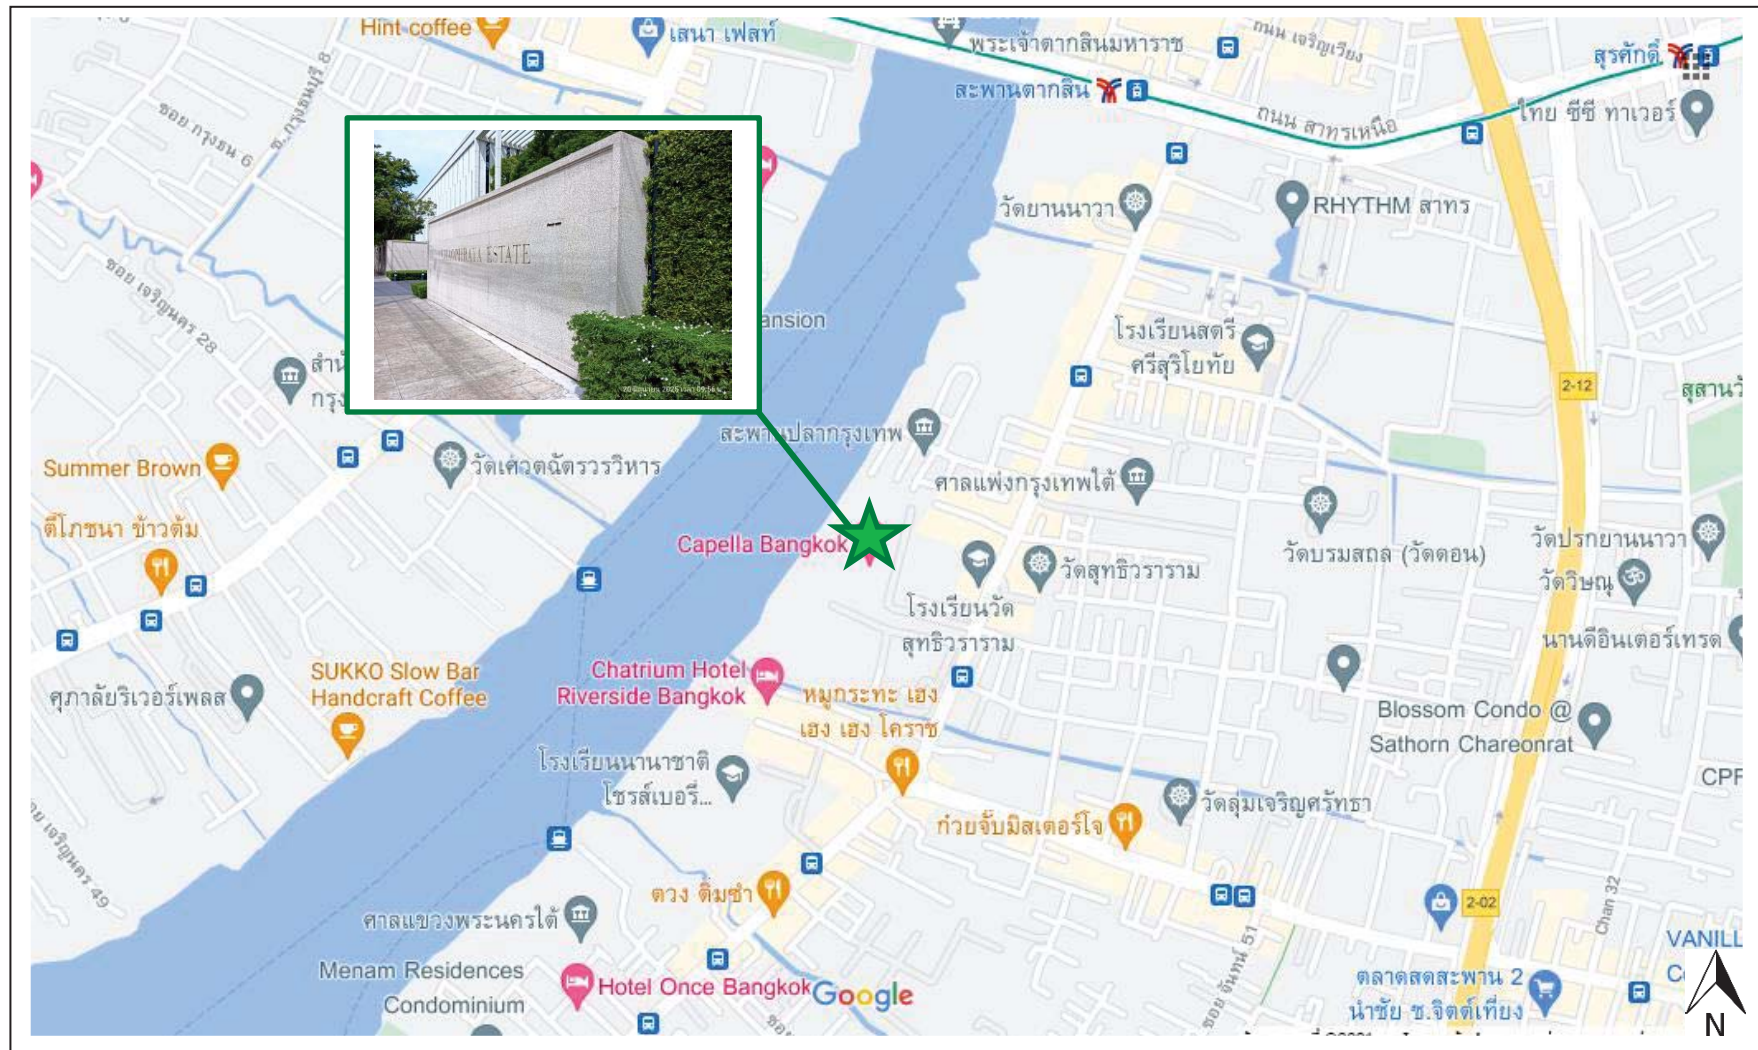 Hint coffee
เสนา เฟสท์
พระเจ้าตากสินมหาราช
ถนน เจริญเวียง
สุรศักดิ์
สะพานตากสิน
ถนน สาทรเหนือ
ไทย ซีซี ทาวเวอร์
ซอย กรุงธน 6
ซ. กรุงธนบุรี 8
วัดยานนาวา
RHYTHM สาทร
ESTATE
ซอย เจริญนคร 28
ansion
โรงเรียนสตรี
ศรีสุริโยทัย
2-12
สะพานปลากรุงเทพ
Summer Brown
วัดเศวตฉัตรวรวิหาร
ศาลแพ่งกรุงเทพใต้
ตี๋โภชนา ข้าวต้ม
Capella Bangkok
วัดบรมสถล (วัดดอน)
วัดปรกยานนาวา
วัดสุทธิวราราม
วัดวิษณุ
โรงเรียนวัด
สุทธิวราราม
นานดีอินเตอร์เทรด
SUKKO Slow Bar
Handcraft Coffee
Chatrium Hotel
Riverside Bangkok
ศุภาลัยริเวอร์เพลส
หมูกระทะ เฮง
เฮง เฮง โคราช
Blossom Condo @
Sathorn Chareonrat
โรงเรียนนานาชาติ
โชรส์เบอรี่...
CPF
วัดลุ่มเจริญศรัทธา
ก๋วยจั๊บมิสเตอร์โจ
ตวง ติ่มซำ
ซอย เจริญนคร 49
2-02
Chan 32
ศาลแขวงพระนครใต้
ซอย จันทน์ 51
VANILL
Menam Residences
Condominium
Hotel Once Bangkok
Google
ตลาดสดสะพาน 2
นำชัย ซ.จิตต์เที่ยง
N